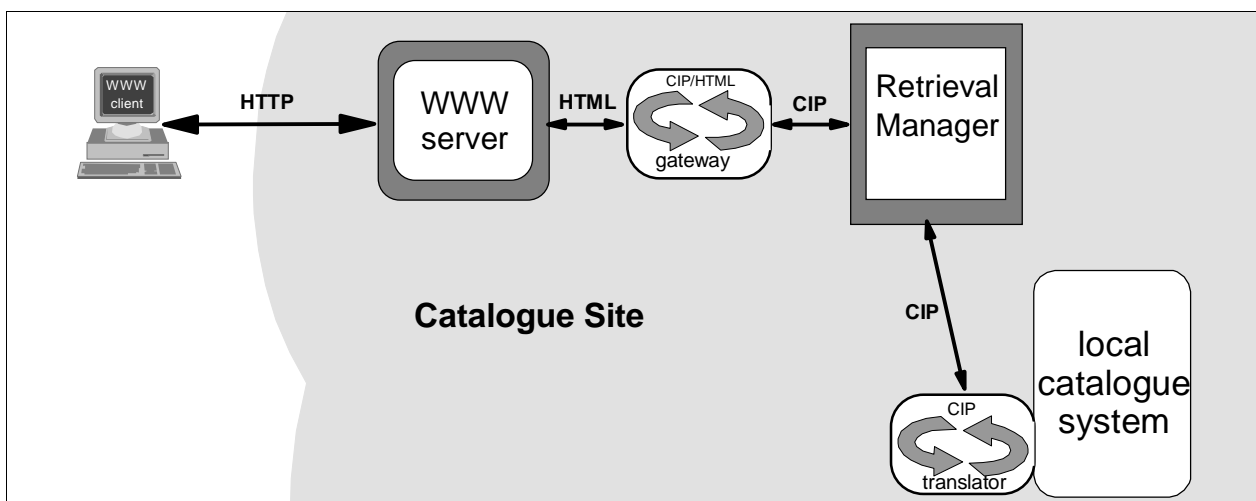 WWW
client
HTTP
WWW
server
HTML
CIP/HTML
gateway
CIP
Retrieval
Manager
Catalogue Site
CIP
CIP
translator
local
catalogue
system